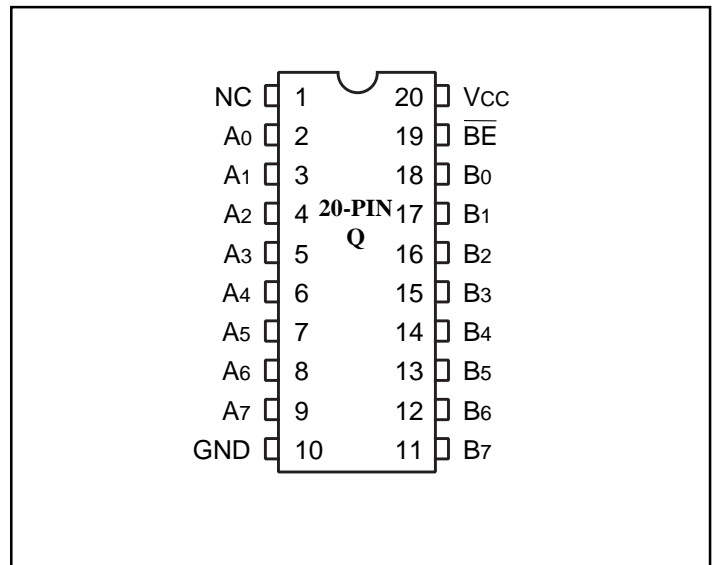 NC 1 20 VCC
A0 2 19 B̅E̅
A1 3 18 B0
A2 4 20-PIN 17 B1
Q
A3 5 16 B2
A4 6 15 B3
A5 7 14 B4
A6 8 13 B5
A7 9 12 B6
GND 10 11 B7